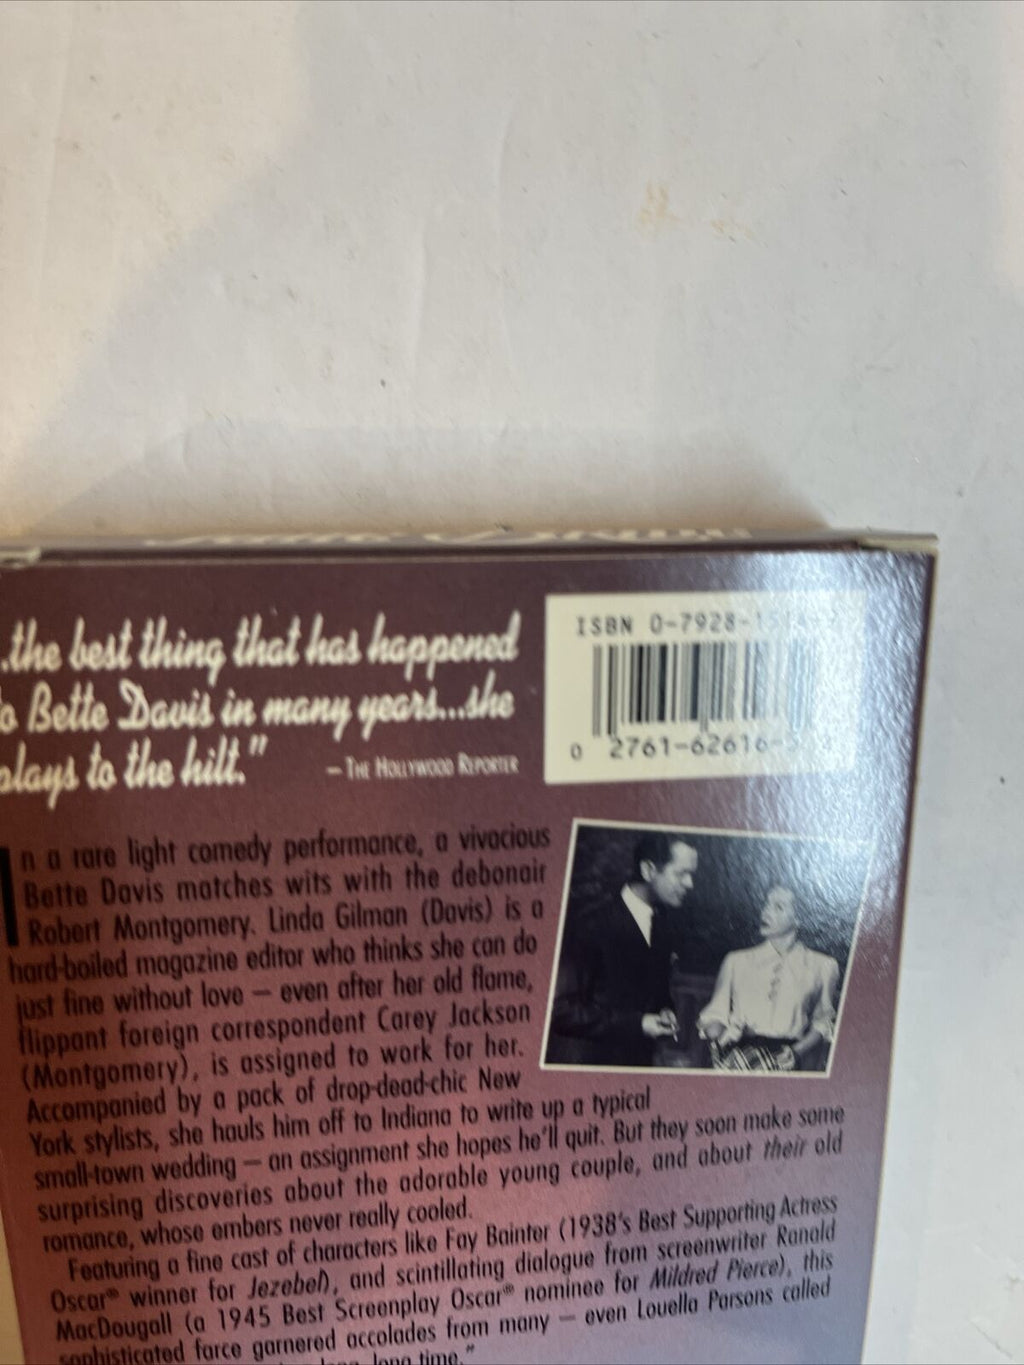 .the best thing that has happened
o Bette Davis in many years...she
plays to the hilt."
— THE HOLLYWOOD REPORTER
ISBN 0-7928-
0 2761-62616-
In a rare light comedy performance, a vivacious
Bette Davis matches wits with the debonair
Robert Montgomery. Linda Gilman (Davis) is a
hard-boiled magazine editor who thinks she can do
just fine without love — even after her old flame,
flippant foreign correspondent Carey Jackson
(Montgomery), is assigned to work for her.
Accompanied by a pack of drop-dead-chic New
York stylists, she hauls him off to Indiana to write up a typical
small-town wedding — an assignment she hopes he'll quit. But they soon make some
surprising discoveries about the adorable young couple, and about their old
romance, whose embers never really cooled.
Featuring a fine cast of characters like Fay Bainter (1938's Best Supporting Actress
Oscar® winner for Jezebel), and scintillating dialogue from screenwriter Ranald
MacDougall (a 1945 Best Screenplay Oscar® nominee for Mildred Pierce), this
sophisticated farce garnered accolades from many — even Louella Parsons called
long, long time."